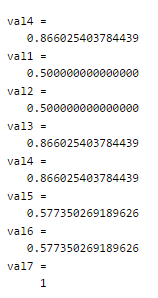 val4 =
0.866025403784439
val1 =
0.500000000000000
val2 =
0.500000000000000
val3 =
0.866025403784439
val4 =
0.866025403784439
val5 =
0.577350269189626
val6 =
0.577350269189626
val7 =
1